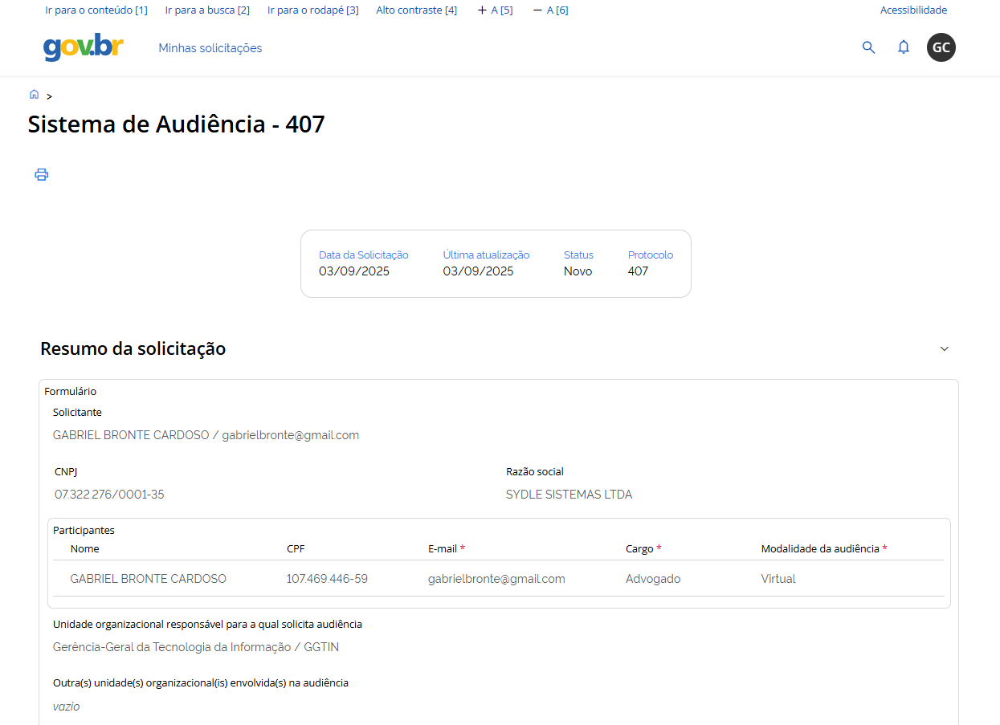 Ir para o conteúdo [1] Ir para a busca [2] Ir para o rodapé [3] Alto contraste [4] + A [5] − A [6] Acessibilidade
gov.br Minhas solicitações GC
>
Sistema de Audiência - 407
Data da Solicitação Última atualização Status Protocolo
03/09/2025 03/09/2025 Novo 407
Resumo da solicitação
Formulário
Solicitante
GABRIEL BRONTE CARDOSO / gabrielbronte@gmail.com
CNPJ Razão social
07.322.276/0001-35 SYDLE SISTEMAS LTDA
Participantes
Nome CPF E-mail * Cargo * Modalidade da audiência *
GABRIEL BRONTE CARDOSO 107.469.446-59 gabrielbronte@gmail.com Advogado Virtual
Unidade organizacional responsável para a qual solicita audiência
Gerência-Geral da Tecnologia da Informação / GGTIN
Outra(s) unidade(s) organizacional(is) envolvida(s) na audiência
vazio